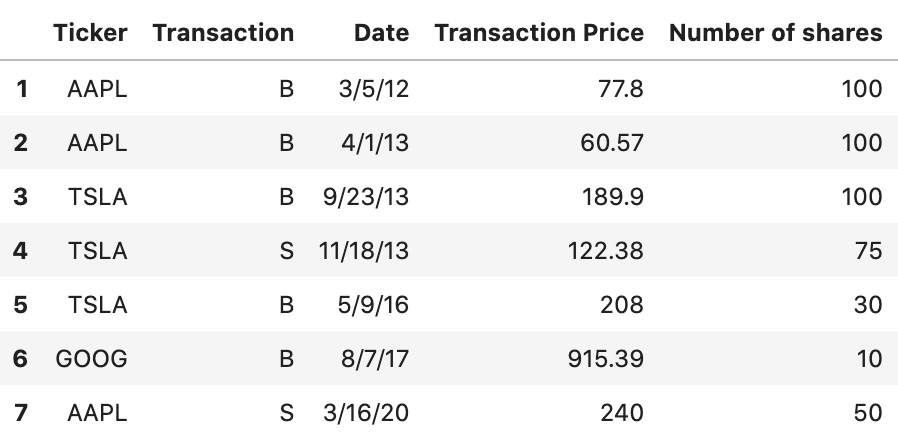 Ticker Transaction Date Transaction Price Number of shares
1 AAPL B 3/5/12 77.8 100
2 AAPL B 4/1/13 60.57 100
3 TSLA B 9/23/13 189.9 100
4 TSLA S 11/18/13 122.38 75
5 TSLA B 5/9/16 208 30
6 GOOG B 8/7/17 915.39 10
7 AAPL S 3/16/20 240 50